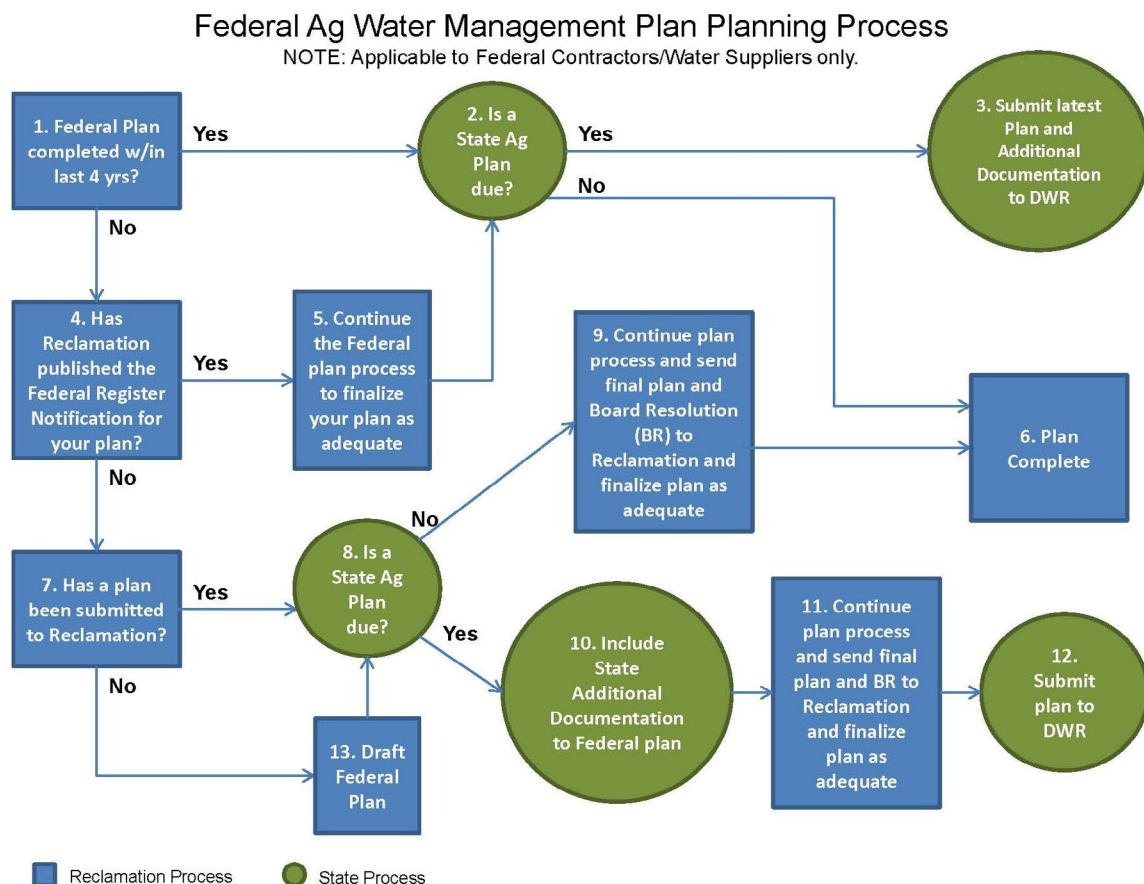 Federal Ag Water Management Plan Planning Process
NOTE: Applicable to Federal Contractors/Water Suppliers only.
1. Federal Plan
completed w/in
last 4 yrs?
Yes
No
2. Is a
State Ag
Plan
due?
Yes
No
3. Submit latest
Plan and
Additional
Documentation
to DWR
4. Has
Reclamation
published the
Federal Register
Notification for
your plan?
Yes
No
5. Continue
the Federal
plan process
to finalize
your plan as
adequate
9. Continue plan
process and send
final plan and
Board Resolution
(BR) to
Reclamation and
finalize plan as
adequate
6. Plan
Complete
7. Has a plan
been submitted
to Reclamation?
Yes
No
8. Is a
State Ag
Plan
due?
No
Yes
10. Include
State
Additional
Documentation
to Federal plan
11. Continue
plan process
and send final
plan and BR to
Reclamation
and finalize
plan as
adequate
12.
Submit
plan to
DWR
13. Draft
Federal
Plan
Reclamation Process
State Process